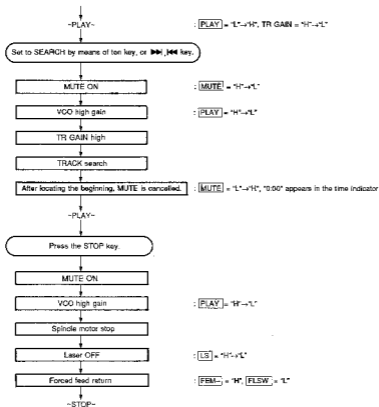 ~PLAY~ : PLAY = "L"→"H", TR GAIN = "H"→"L"
Set to SEARCH by means of ten key, or ▶▶|, |◀◀ key.
MUTE ON : MUTE = "H"→"L"
VCO high gain : PLAY = "H"→"L"
TR GAIN high
TRACK search
After locating the beginning, MUTE is cancelled. : MUTE = "L"→"H", "0:00" appears in the time indicator
~PLAY~
Press the STOP key.
MUTE ON
VCO high gain : PLAY = "H"→"L"
Spindle motor stop
Laser OFF : LS = "H"→"L"
Forced feed return : FEM– = "H", FLSW = "L"
~STOP~